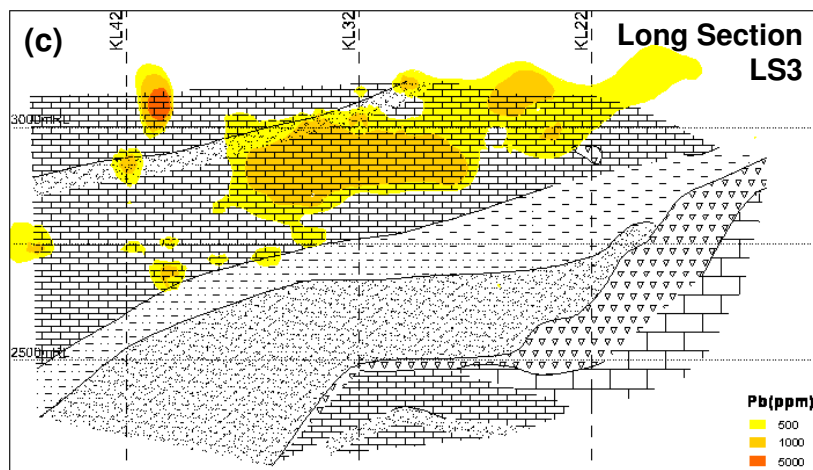 (c)
KL42
KL32
KL22
Long Section
LS3
3000mRL
2500mRL
Pb(ppm)
500
1000
5000